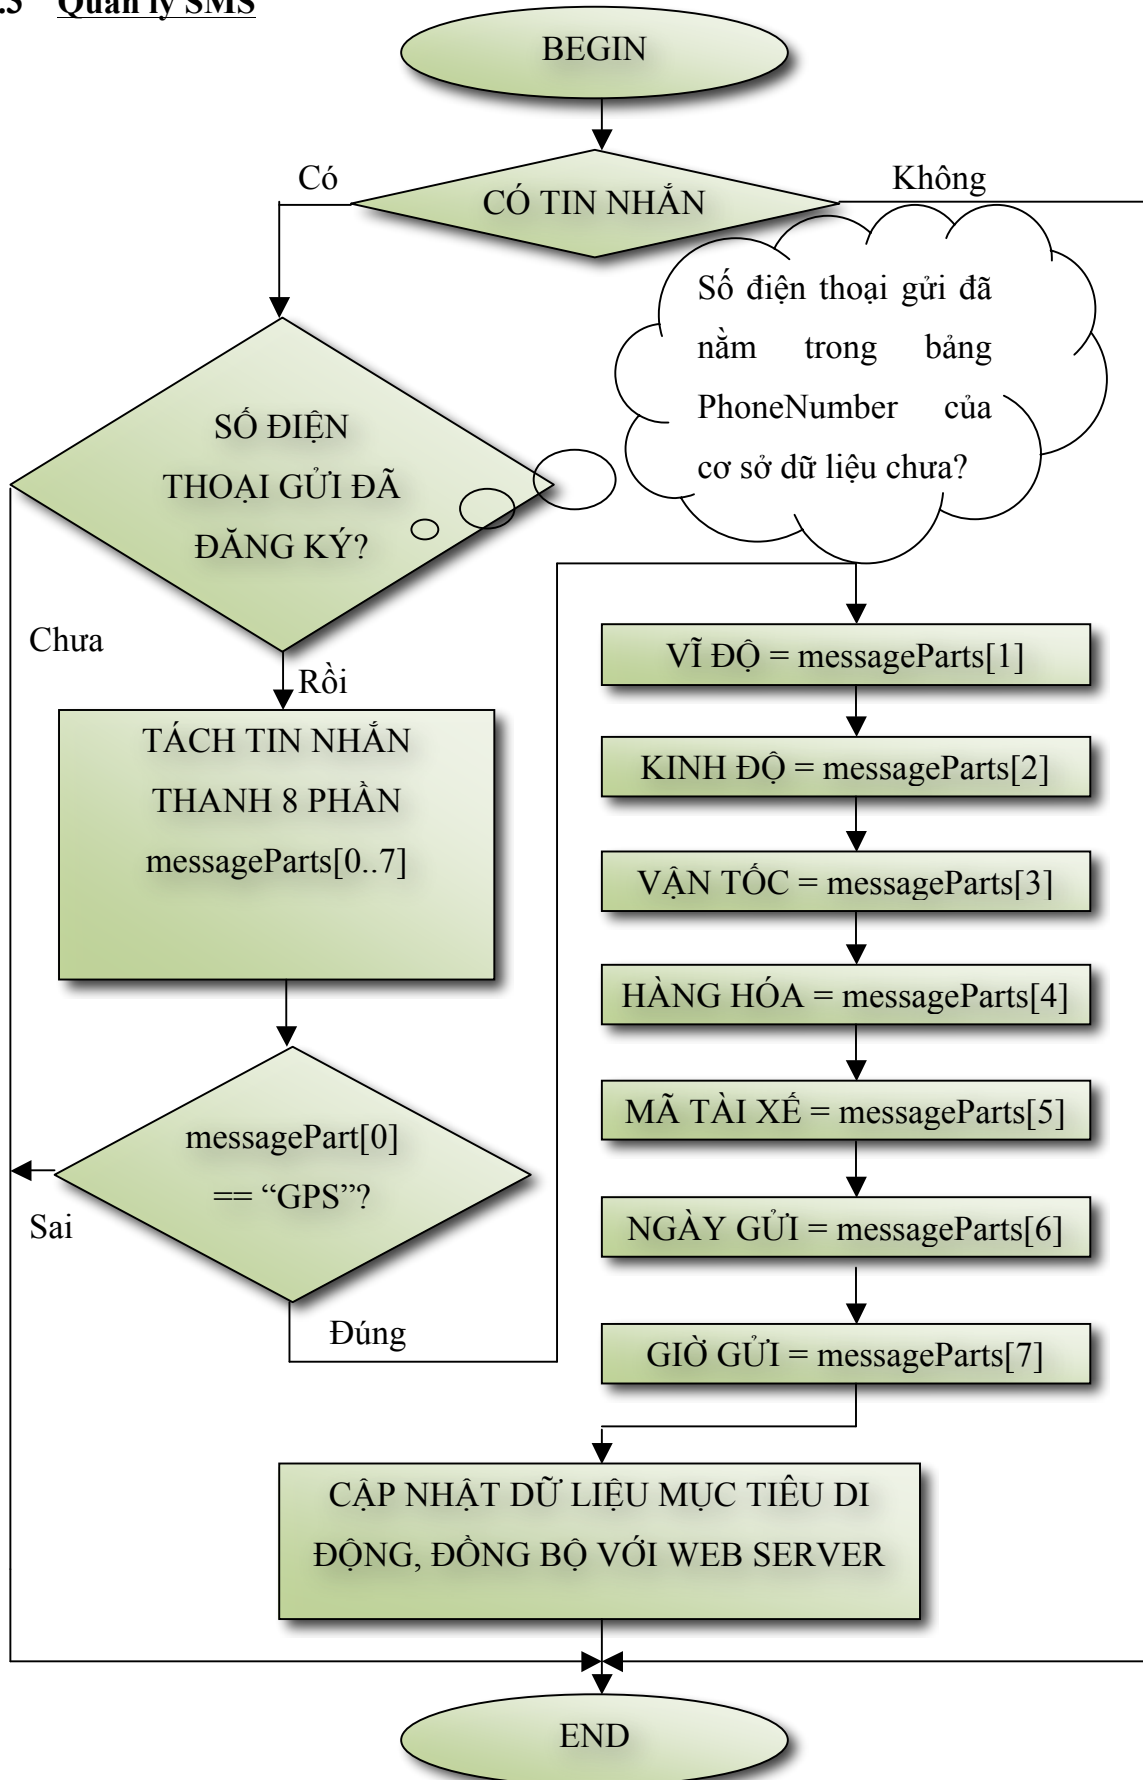 .3 Quản lý SMS
BEGIN
Có
CÓ TIN NHẮN
Không
Số điện thoại gửi đã
nằm trong bảng
PhoneNumber của
cơ sở dữ liệu chưa?
SỐ ĐIỆN
THOẠI GỬI ĐÃ
ĐĂNG KÝ?
Chưa
Rồi
TÁCH TIN NHẮN
THANH 8 PHẦN
messageParts[0..7]
messagePart[0]
== “GPS”?
Sai
Đúng
VĨ ĐỘ = messageParts[1]
KINH ĐỘ = messageParts[2]
VẬN TỐC = messageParts[3]
HÀNG HÓA = messageParts[4]
MÃ TÀI XẾ = messageParts[5]
NGÀY GỬI = messageParts[6]
GIỜ GỬI = messageParts[7]
CẬP NHẬT DỮ LIỆU MỤC TIÊU DI
ĐỘNG, ĐỒNG BỘ VỚI WEB SERVER
END